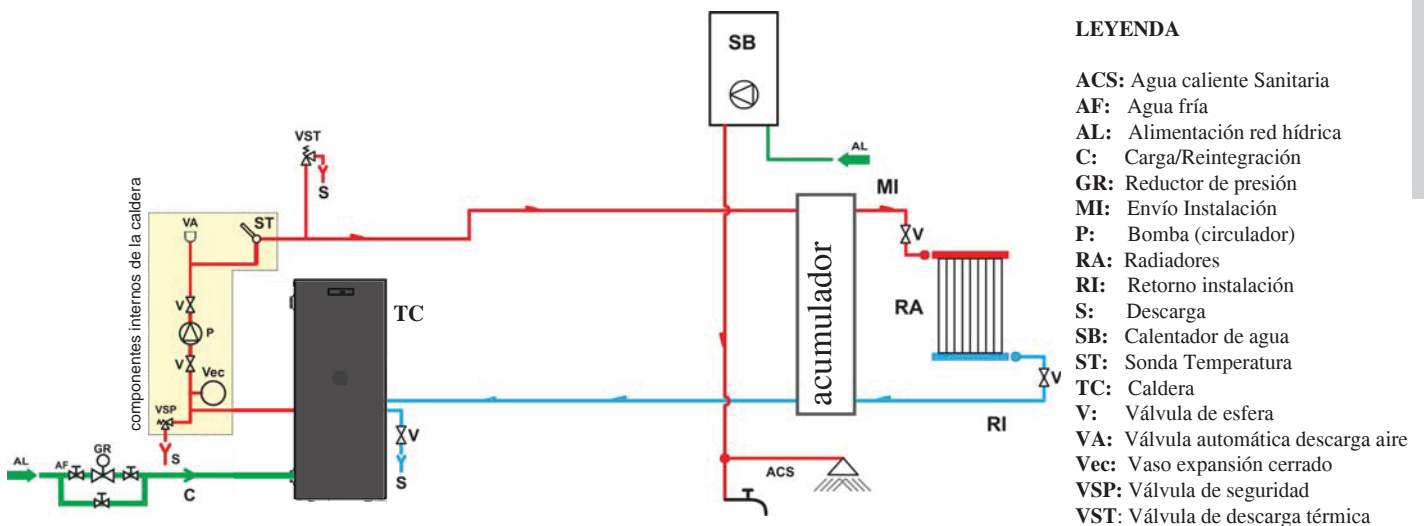 SB
AL
VST
S
MI
V
componentes internos de la caldera
VA
ST
V
P
V
Vec
VSP
S
TC
acumulador
RA
V
RI
V
S
AL
AF
GR
C
ACS
LEYENDA
ACS: Agua caliente Sanitaria
AF: Agua fría
AL: Alimentación red hídrica
C: Carga/Reintegración
GR: Reductor de presión
MI: Envío Instalación
P: Bomba (circulador)
RA: Radiadores
RI: Retorno instalación
S: Descarga
SB: Calentador de agua
ST: Sonda Temperatura
TC: Caldera
V: Válvula de esfera
VA: Válvula automática descarga aire
Vec: Vaso expansión cerrado
VSP: Válvula de seguridad
VST: Válvula de descarga térmica